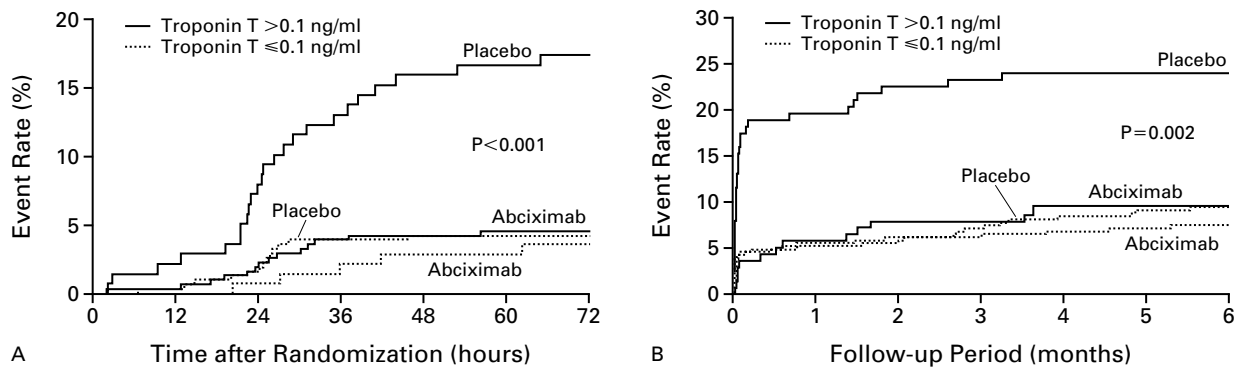 Troponin T >0.1 ng/ml
Troponin T ≤0.1 ng/ml
Placebo
P<0.001
Placebo
Abciximab
Abciximab
Event Rate (%)
20
15
10
5
0
0 12 24 36 48 60 72
A Time after Randomization (hours)
Troponin T >0.1 ng/ml
Troponin T ≤0.1 ng/ml
Placebo
P=0.002
Placebo
Abciximab
Abciximab
Event Rate (%)
30
25
20
15
10
5
0
0 1 2 3 4 5 6
B Follow-up Period (months)